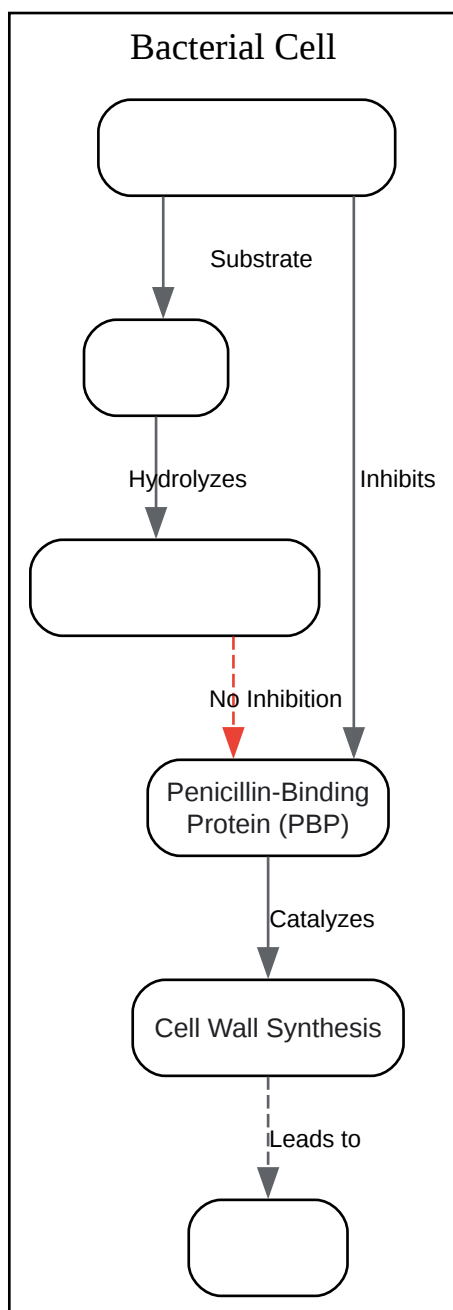 Bacterial Cell
Substrate
Hydrolyzes
Inhibits
No Inhibition
Penicillin-Binding
Protein (PBP)
Catalyzes
Cell Wall Synthesis
Leads to